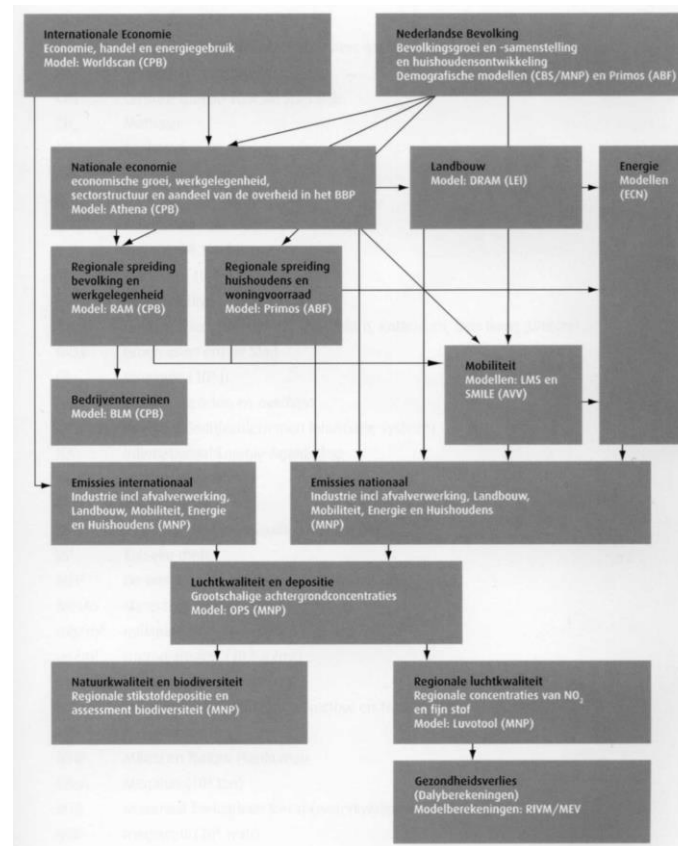 Internationale Economie
Economie, handel en energiegebruik
Model: Worldscan (CPB)
Nederlandse Bevolking
Bevolkingsgroei en -samenstelling
en huishoudensontwikkeling
Demografische modellen (CBS/MNP) en Primos (ABF)
Nationale economie
economische groei, werkgelegenheid,
sectorstructuur en aandeel van de overheid in het BBP
Model: Athena (CPB)
Landbouw
Model: DRAM (LEI)
Energie
Modellen
(ECN)
Regionale spreiding
bevolking en
werkgelegenheid
Model: RAM (CPB)
Regionale spreiding
huishoudens en
woningvoorraad
Model: Primos (ABF)
Mobiliteit
Modellen: LMS en
SMILE (AVV)
Bedrijventerreinen
Model: BLM (CPB)
Emissies internationaal
Industrie incl afvalverwerking,
Landbouw, Mobiliteit, Energie
en Huishoudens (MNP)
Emissies nationaal
Industrie incl afvalverwerking, Landbouw,
Mobiliteit, Energie en Huishoudens
(MNP)
Luchtkwaliteit en depositie
Grootschalige achtergrondconcentraties
Model: OPS (MNP)
Natuurkwaliteit en biodiversiteit
Regionale stikstofdepositie en
assessment biodiversiteit (MNP)
Regionale luchtkwaliteit
Regionale concentraties van NO₂
en fijn stof
Model: Luvotool (MNP)
Gezondheidsverlies
(Dalyberekeningen)
Modelberekeningen: RIVM/MEV